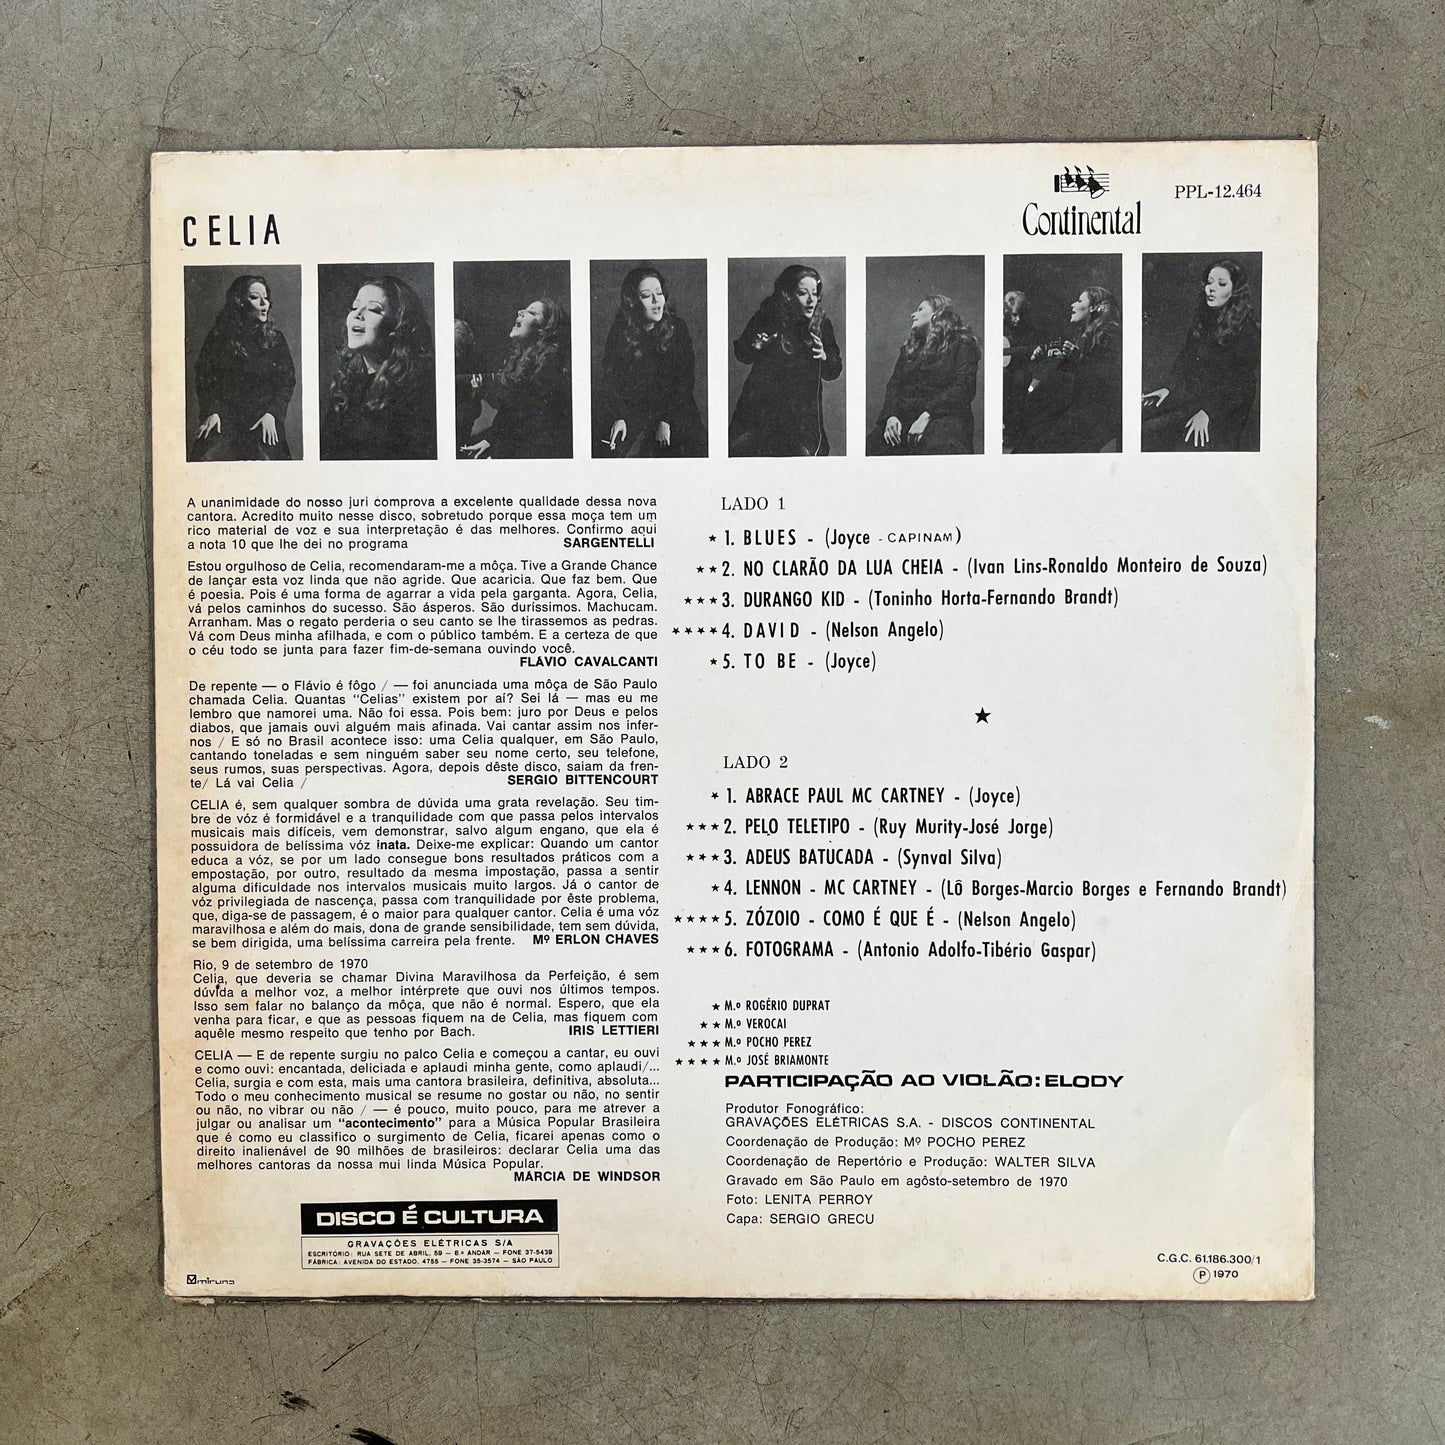 CELIA
Continental
PPL-12.464
A unanimidade do nosso juri comprova a excelente qualidade dessa nova
cantora. Acredito muito nesse disco, sobretudo porque essa moça tem um
rico material de voz e sua interpretação é das melhores. Confirmo aqui
a nota 10 que lhe dei no programa SARGENTELLI
Estou orgulhoso de Celia, recomendaram-me a môça. Tive a Grande Chance
de lançar esta voz linda que não agride. Que acaricia. Que faz bem. Que
é poesia. Pois é uma forma de agarrar a vida pela garganta. Agora, Celia,
vá pelos caminhos do sucesso. São ásperos. São duríssimos. Machucam.
Arranham. Mas o regato perderia o seu canto se lhe tirassemos as pedras.
Vá com Deus minha afilhada, e com o público também. E a certeza de que
o céu todo se junta para fazer fim-de-semana ouvindo você.
FLÁVIO CAVALCANTI
De repente — o Flávio é fôgo / — foi anunciada uma môça de São Paulo
chamada Celia. Quantas "Celias" existem por aí? Sei lá — mas eu me
lembro que namorei uma. Não foi essa. Pois bem: juro por Deus e pelos
diabos, que jamais ouvi alguém mais afinada. Vai cantar assim nos infer-
nos / E só no Brasil acontece isso: uma Celia qualquer, em São Paulo,
cantando toneladas e sem ninguém saber seu nome certo, seu telefone,
seus rumos, suas perspectivas. Agora, depois dêste disco, saiam da fren-
te/ Lá vai Celia / SERGIO BITTENCOURT
CELIA é, sem qualquer sombra de dúvida uma grata revelação. Seu tim-
bre de vóz é formidável e a tranquilidade com que passa pelos intervalos
musicais mais difíceis, vem demonstrar, salvo algum engano, que ela é
possuidora de belíssima vóz inata. Deixe-me explicar: Quando um cantor
educa a vóz, se por um lado consegue bons resultados práticos com a
empostação, por outro, resultado da mesma impostação, passa a sentir
alguma dificuldade nos intervalos musicais muito largos. Já o cantor de
vóz privilegiada de nascença, passa com tranquilidade por êste problema,
que, diga-se de passagem, é o maior para qualquer cantor. Celia é uma vóz
maravilhosa e além do mais, dona de grande sensibilidade, tem sem dúvida,
se bem dirigida, uma belíssima carreira pela frente. Mº ERLON CHAVES
Rio, 9 de setembro de 1970
Celia, que deveria se chamar Divina Maravilhosa da Perfeição, é sem
dúvida a melhor voz, a melhor intérprete que ouvi nos últimos tempos.
Isso sem falar no balanço da môça, que não é normal. Espero, que ela
venha para ficar, e que as pessoas fiquem na de Celia, mas fiquem com
aquêle mesmo respeito que tenho por Bach. IRIS LETTIERI
CELIA — E de repente surgiu no palco Celia e começou a cantar, eu ouvi
e como ouvi: encantada, deliciada e aplaudi minha gente, como aplaudi/...
Celia, surgia e com esta, mais uma cantora brasileira, definitiva, absoluta...
Todo o meu conhecimento musical se resume no gostar ou não, no sentir
ou não, no vibrar ou não / — é pouco, muito pouco, para me atrever a
julgar ou analisar um "acontecimento" para a Música Popular Brasileira
que é como eu classifico o surgimento de Celia, ficarei apenas como o
direito inalienável de 90 milhões de brasileiros: declarar Celia uma das
melhores cantoras da nossa mui linda Música Popular.
MÁRCIA DE WINDSOR
DISCO É CULTURA
GRAVAÇÕES ELÉTRICAS S/A
ESCRITÓRIO: RUA SETE DE ABRIL, 59 — 8.º ANDAR — FONE 37-5439
FÁBRICA: AVENIDA DO ESTADO, 4755 — FONE 35-3574 — SÃO PAULO
miruna
LADO 1
★ 1. BLUES - (Joyce - CAPINAM)
★★ 2. NO CLARÃO DA LUA CHEIA - (Ivan Lins-Ronaldo Monteiro de Souza)
★★★ 3. DURANGO KID - (Toninho Horta-Fernando Brandt)
★★★★ 4. DAVID - (Nelson Angelo)
★ 5. TO BE - (Joyce)
★
LADO 2
★ 1. ABRACE PAUL MC CARTNEY - (Joyce)
★★★ 2. PELO TELETIPO - (Ruy Murity-José Jorge)
★★★ 3. ADEUS BATUCADA - (Synval Silva)
★ 4. LENNON - MC CARTNEY - (Lô Borges-Marcio Borges e Fernando Brandt)
★★★★ 5. ZÓZOIO - COMO É QUE É - (Nelson Angelo)
★★★ 6. FOTOGRAMA - (Antonio Adolfo-Tibério Gaspar)
★ M.º ROGÉRIO DUPRAT
★★ M.º VEROCAI
★★★ M.º POCHO PEREZ
★★★★ M.º JOSÉ BRIAMONTE
PARTICIPAÇÃO AO VIOLÃO: ELODY
Produtor Fonográfico:
GRAVAÇÕES ELÉTRICAS S.A. - DISCOS CONTINENTAL
Coordenação de Produção: Mº POCHO PEREZ
Coordenação de Repertório e Produção: WALTER SILVA
Gravado em São Paulo em agôsto-setembro de 1970
Foto: LENITA PERROY
Capa: SERGIO GRECU
C.G.C. 61.186.300/1
Ⓟ 1970